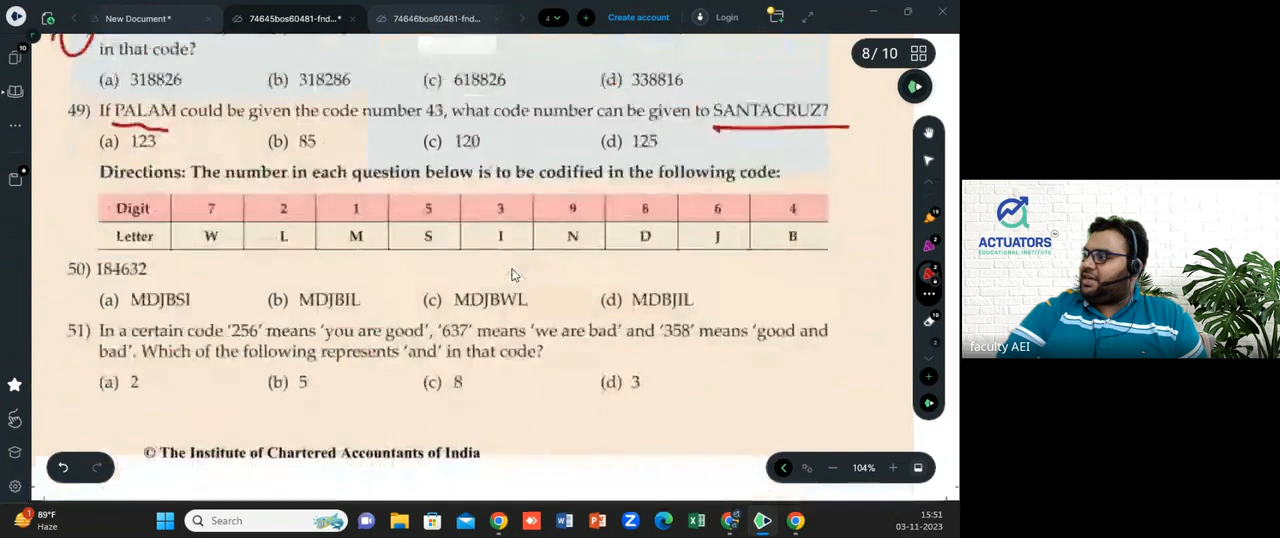 New Document*
74645bos60481-fnd...*
74646bos60481-fnd...
4
Create account
Login
in that code?
8/10
(a) 318826 (b) 318286 (c) 618826 (d) 338816
49) If PALAM could be given the code number 43, what code number can be given to SANTACRUZ?
(a) 123 (b) 85 (c) 120 (d) 125
Directions: The number in each question below is to be codified in the following code:
Digit 7 2 1 5 3 9 8 6 4
Letter W L M S I N D J B
50) 184632
(a) MDJBSI (b) MDJBIL (c) MDJBWL (d) MDBJIL
51) In a certain code '256' means 'you are good', '637' means 'we are bad' and '358' means 'good and
bad'. Which of the following represents 'and' in that code?
(a) 2 (b) 5 (c) 8 (d) 3
© The Institute of Chartered Accountants of India
104%
ACTUATORS
EDUCATIONAL INSTITUTE
faculty AEI
89°F
Haze
Search
15:51
03-11-2023